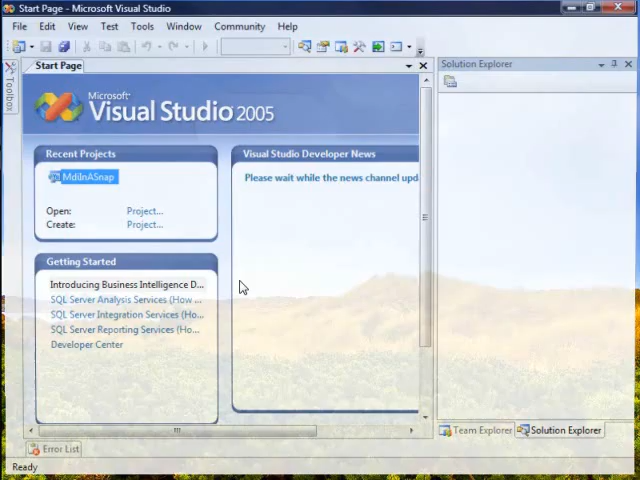 Start Page - Microsoft Visual Studio
File Edit View Test Tools Window Community Help
Start Page
Solution Explorer
Toolbox
Microsoft
Visual Studio 2005
Recent Projects
MdiInASnap
Open: Project...
Create: Project...
Getting Started
Introducing Business Intelligence D...
SQL Server Analysis Services (How ...
SQL Server Integration Services (Ho...
SQL Server Reporting Services (Ho...
Developer Center
Visual Studio Developer News
Please wait while the news channel upd
Team Explorer Solution Explorer
Error List
Ready